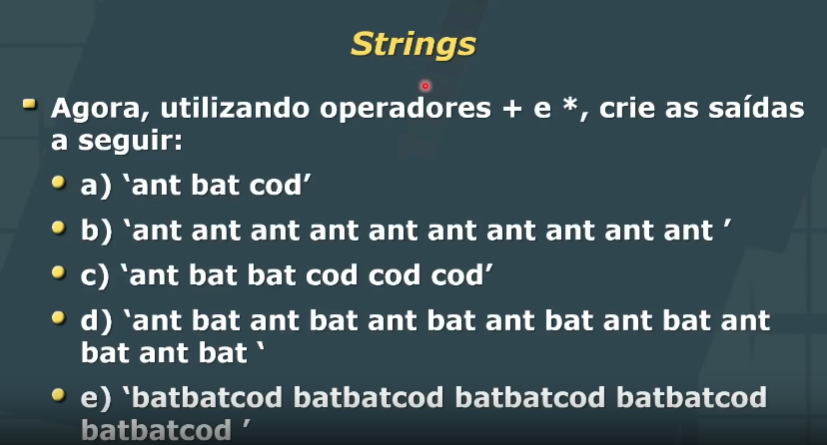 Strings
Agora, utilizando operadores + e *, crie as saídas
a seguir:
a) ‘ant bat cod’
b) ‘ant ant ant ant ant ant ant ant ant ant ’
c) ‘ant bat bat cod cod cod’
d) ‘ant bat ant bat ant bat ant bat ant bat ant
bat ant bat ‘
e) ‘batbatcod batbatcod batbatcod batbatcod
batbatcod ’